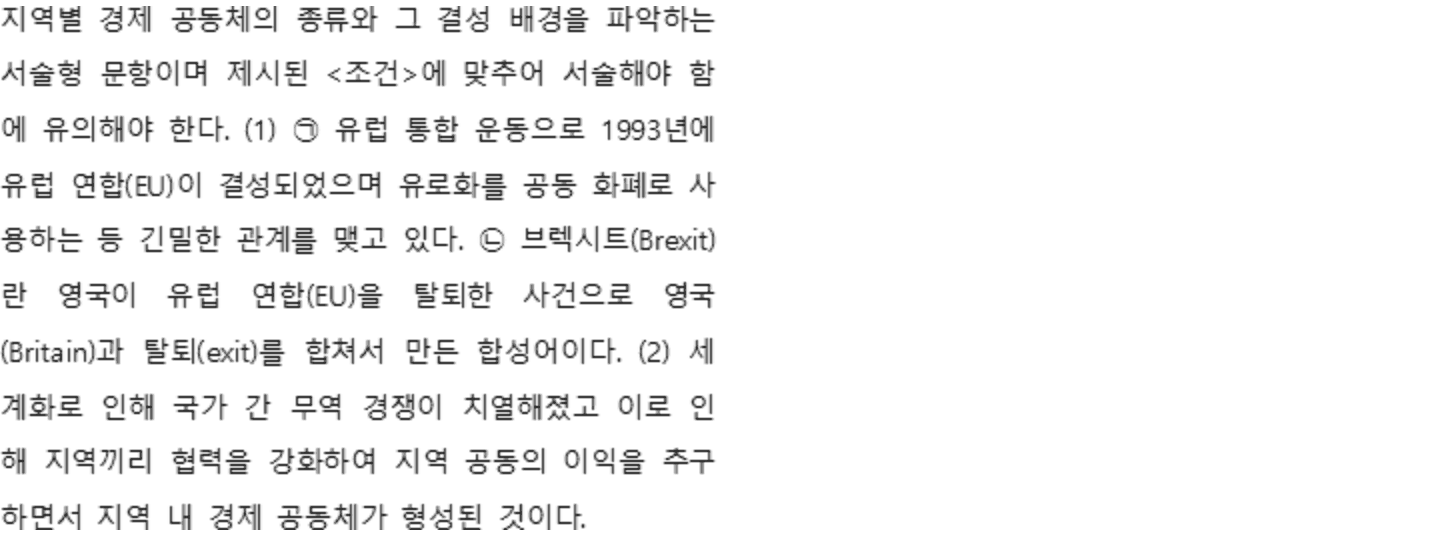 지역별 경제 공동체의 종류와 그 결성 배경을 파악하는
서술형 문항이며 제시된 <조건>에 맞추어 서술해야 함
에 유의해야 한다. (1) ㉠ 유럽 통합 운동으로 1993년에
유럽 연합(EU)이 결성되었으며 유로화를 공동 화폐로 사
용하는 등 긴밀한 관계를 맺고 있다. ㉡ 브렉시트(Brexit)
란 영국이 유럽 연합(EU)을 탈퇴한 사건으로 영국
(Britain)과 탈퇴(exit)를 합쳐서 만든 합성어이다. (2) 세
계화로 인해 국가 간 무역 경쟁이 치열해졌고 이로 인
해 지역끼리 협력을 강화하여 지역 공동의 이익을 추구
하면서 지역 내 경제 공동체가 형성된 것이다.